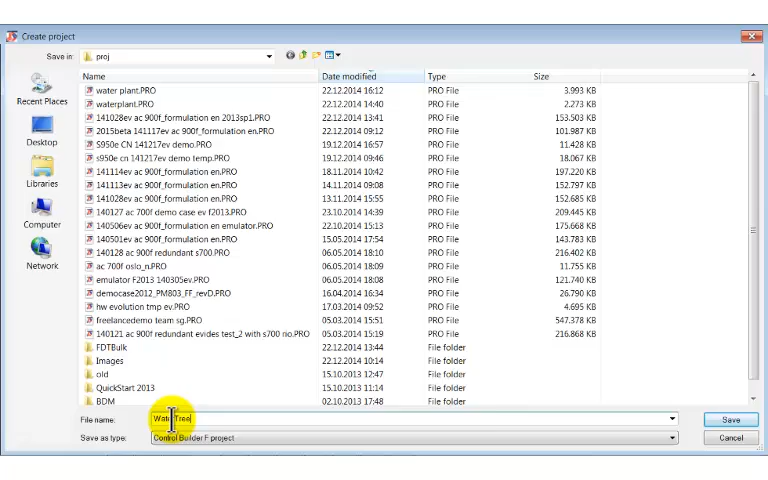 Create project
Save in: proj
Name Date modified Type Size
water plant.PRO 22.12.2014 16:12 PRO File 3.993 KB
waterplant.PRO 22.12.2014 14:40 PRO File 2.273 KB
141028ev ac 900f_formulation en 2013sp1.PRO 22.12.2014 13:41 PRO File 153.503 KB
2015beta 141117ev ac 900f_formulation en.PRO 22.12.2014 09:12 PRO File 101.987 KB
S950e CN 141217ev demo.PRO 19.12.2014 16:57 PRO File 11.428 KB
s950e cn 141217ev demo temp.PRO 19.12.2014 09:46 PRO File 18.067 KB
141114ev ac 900f_formulation en.PRO 18.11.2014 10:42 PRO File 197.220 KB
141113ev ac 900f_formulation en.PRO 14.11.2014 09:08 PRO File 152.797 KB
141028ev ac 900f_formulation en.PRO 13.11.2014 15:55 PRO File 152.685 KB
140127 ac 700f demo case ev f2013.PRO 23.10.2014 14:39 PRO File 209.445 KB
140506ev ac 900f_formulation en emulator.PRO 22.10.2014 15:13 PRO File 175.668 KB
140501ev ac 900f_formulation en.PRO 15.05.2014 17:54 PRO File 143.783 KB
140128 ac 900f redundant s700.PRO 06.05.2014 18:10 PRO File 216.402 KB
ac 700f oslo_n.PRO 06.05.2014 18:09 PRO File 11.755 KB
emulator F2013 140305ev.PRO 06.05.2014 18:08 PRO File 121.740 KB
democase2012_PM803_FF_revD.PRO 16.04.2014 16:34 PRO File 26.790 KB
hw evolution tmp ev.PRO 17.03.2014 09:52 PRO File 4.695 KB
freelancedemo team sg.PRO 05.03.2014 15:51 PRO File 547.378 KB
140121 ac 900f redundant evides test_2 with s700 rio.PRO 05.03.2014 15:19 PRO File 216.868 KB
FDTBulk 22.12.2014 13:44 File folder
Images 22.12.2014 10:14 File folder
old 15.10.2013 12:47 File folder
QuickStart 2013 15.10.2013 11:14 File folder
BDM 02.10.2013 17:48 File folder
Recent Places
Desktop
Libraries
Computer
Network
File name: Save
Save as type: Control Builder F project Cancel